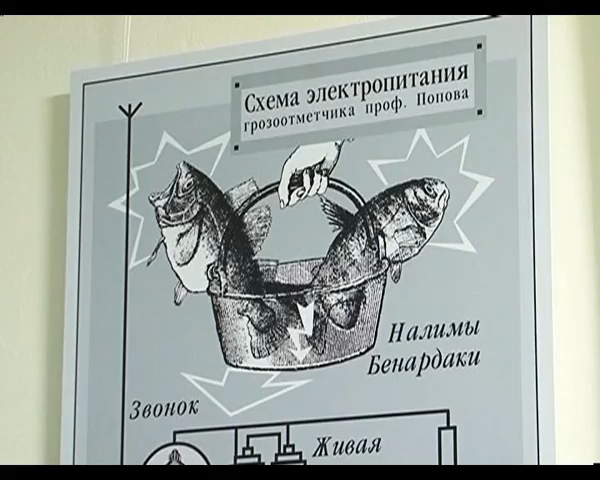 Схема электропитания
грозоотметчика проф. Попова
Налимы
Бенардаки
Звонок
Живая